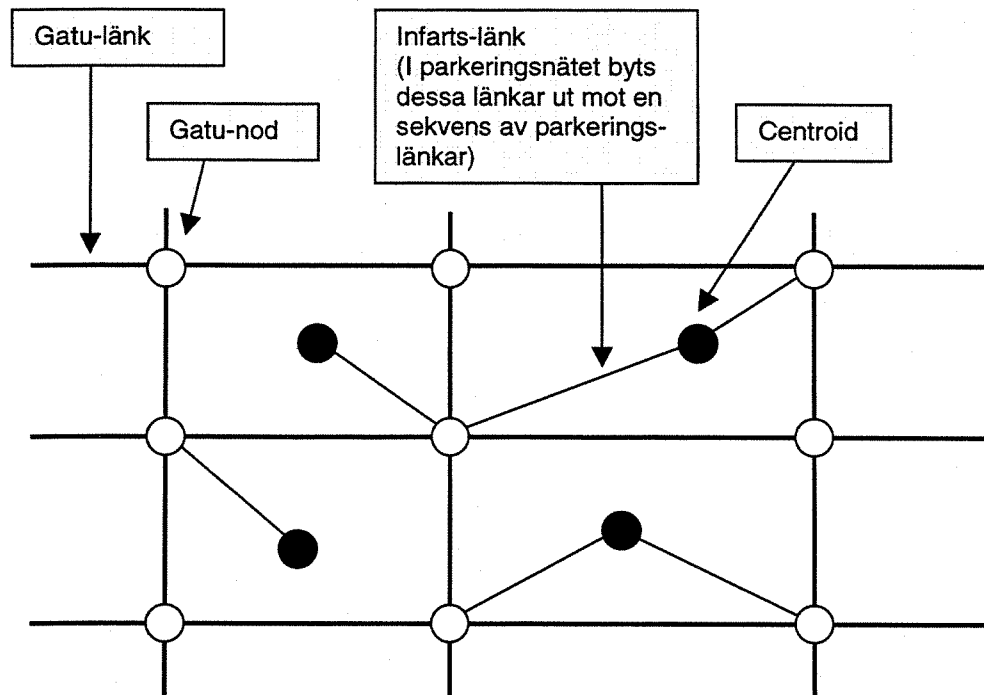 Gatu-länk
Gatu-nod
Infarts-länk
(I parkeringsnätet byts
dessa länkar ut mot en
sekvens av parkerings-
länkar)
Centroid